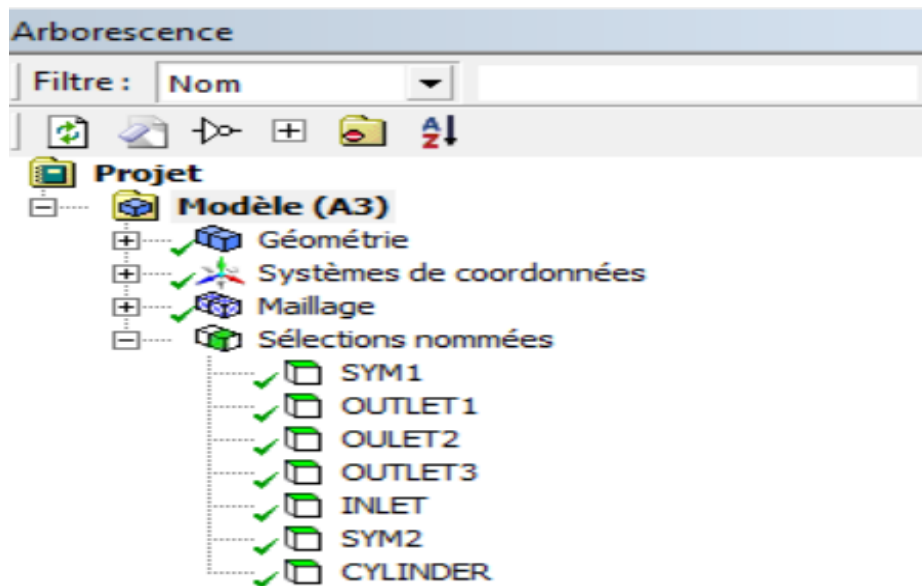 Arborescence
Filtre : Nom
Projet
Modèle (A3)
Géométrie
Systèmes de coordonnées
Maillage
Sélections nommées
SYM1
OUTLET1
OULET2
OUTLET3
INLET
SYM2
CYLINDER